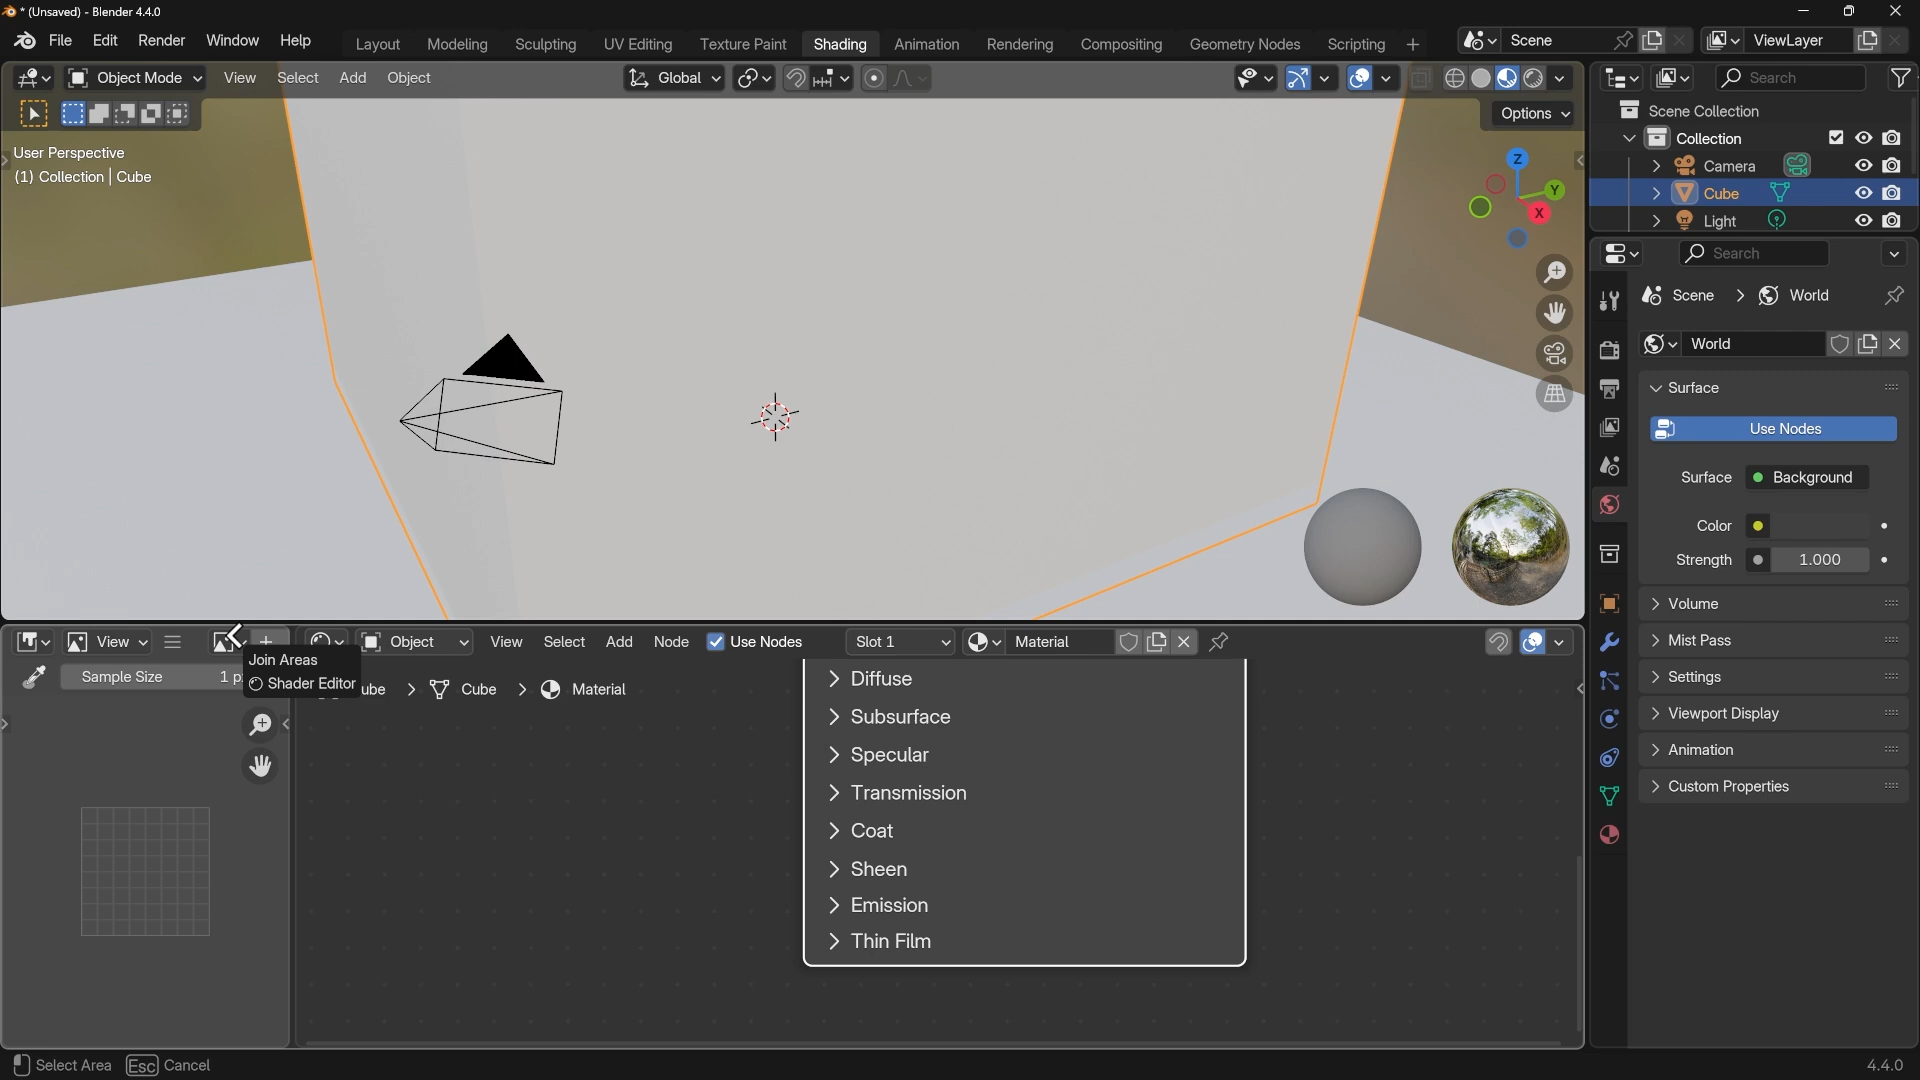 * (Unsaved) - Blender 4.4.0
File Edit Render Window Help
Layout Modeling Sculpting UV Editing Texture Paint Shading Animation Rendering Compositing Geometry Nodes Scripting +
Scene
ViewLayer
Object Mode View Select Add Object
Global
Search
Options
User Perspective
(1) Collection | Cube
Z
Y
X
Scene Collection
Collection
Camera
Cube
Light
Search
Scene > World
World
Surface
Use Nodes
Surface Background
Color
Strength 1.000
Volume
Mist Pass
Settings
Viewport Display
Animation
Custom Properties
View
Object View Select Add Node Use Nodes Slot 1 Material
Sample Size
Join Areas
Shader Editor
Cube > Material
Diffuse
Subsurface
Specular
Transmission
Coat
Sheen
Emission
Thin Film
Select Area Esc Cancel
4.4.0